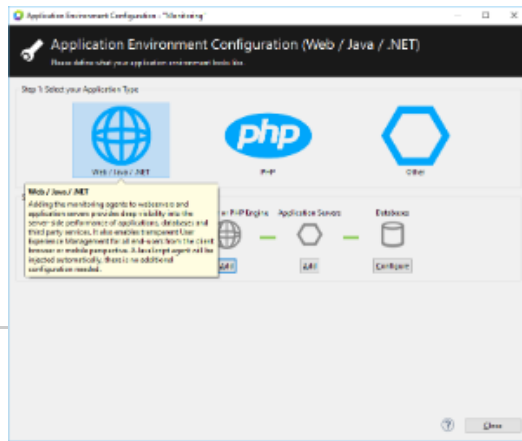 Application Environment Configuration - "Monitoring"
Application Environment Configuration (Web / Java / .NET)
Please define what your application environment looks like
Step 1: Select your Application Type
php
Web / Java / .NET
PHP
Other
Web / Java / .NET
Adding the monitoring agents to webservers and
application servers provides deep visibility into the
server-side performance of applications, databases and
third party services. It also enables transparent User
Experience Management for all end-users from the client
browser or mobile perspective. A JavaScript agent will be
injected automatically, there is no additional
configuration needed.
or PHP Engine
Application Servers
Databases
Add
Add
Configure
?
Close